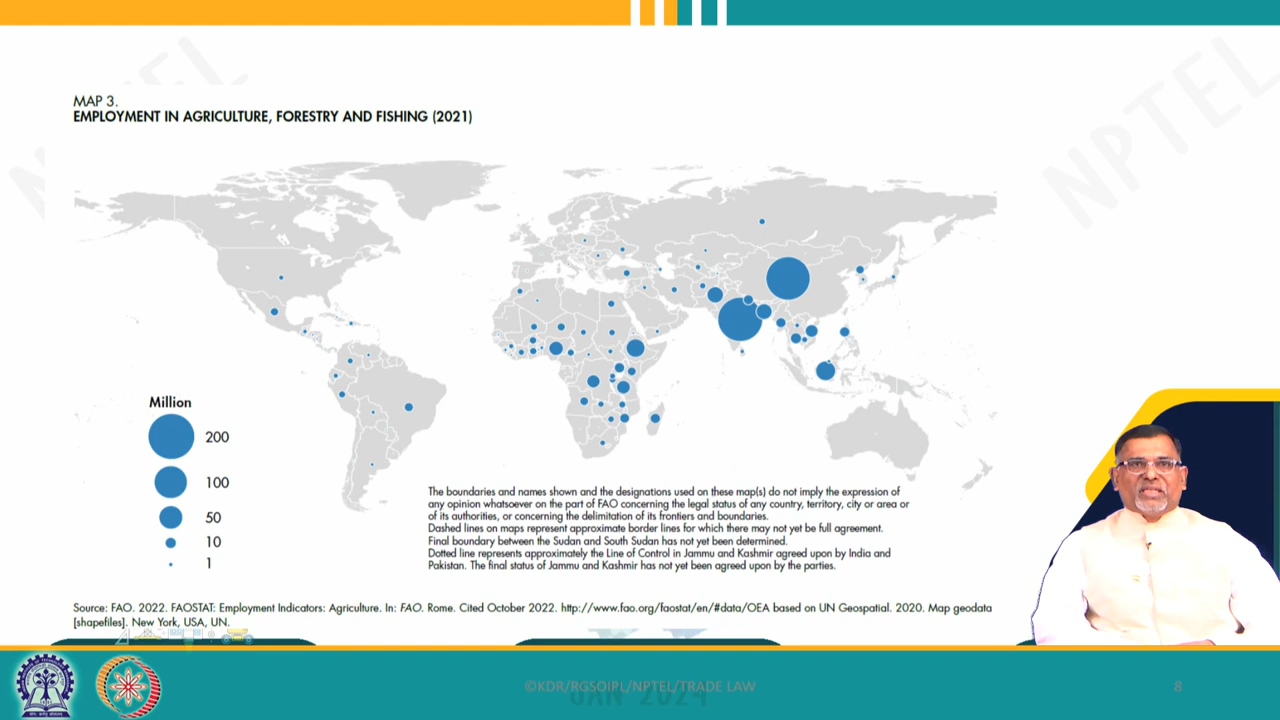 NPTEL
MAP 3.
EMPLOYMENT IN AGRICULTURE, FORESTRY AND FISHING (2021)
Million
200
100
50
10
1
The boundaries and names shown and the designations used on these map(s) do not imply the expression of
any opinion whatsoever on the part of FAO concerning the legal status of any country, territory, city or area or
of its authorities, or concerning the delimitation of its frontiers and boundaries.
Dashed lines on maps represent approximate border lines for which there may not yet be full agreement.
Final boundary between the Sudan and South Sudan has not yet been determined.
Dotted line represents approximately the Line of Control in Jammu and Kashmir agreed upon by India and
Pakistan. The final status of Jammu and Kashmir has not yet been agreed upon by the parties.
Source: FAO. 2022. FAOSTAT: Employment Indicators: Agriculture. In: FAO. Rome. Cited October 2022. http://www.fao.org/faostat/en/#data/OEA based on UN Geospatial. 2020. Map geodata
[shapefiles]. New York, USA, UN.
©KDR/RGSOIPL/NPTEL/TRADE LAW
JAN 2024
8